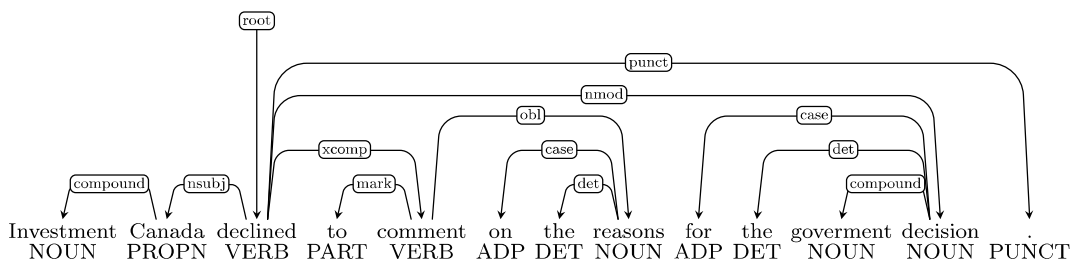 root
punct
nmod
obl case
xcomp case det
compound nsubj mark det compound
Investment Canada declined to comment on the reasons for the goverment decision .
NOUN PROPN VERB PART VERB ADP DET NOUN ADP DET NOUN NOUN PUNCT